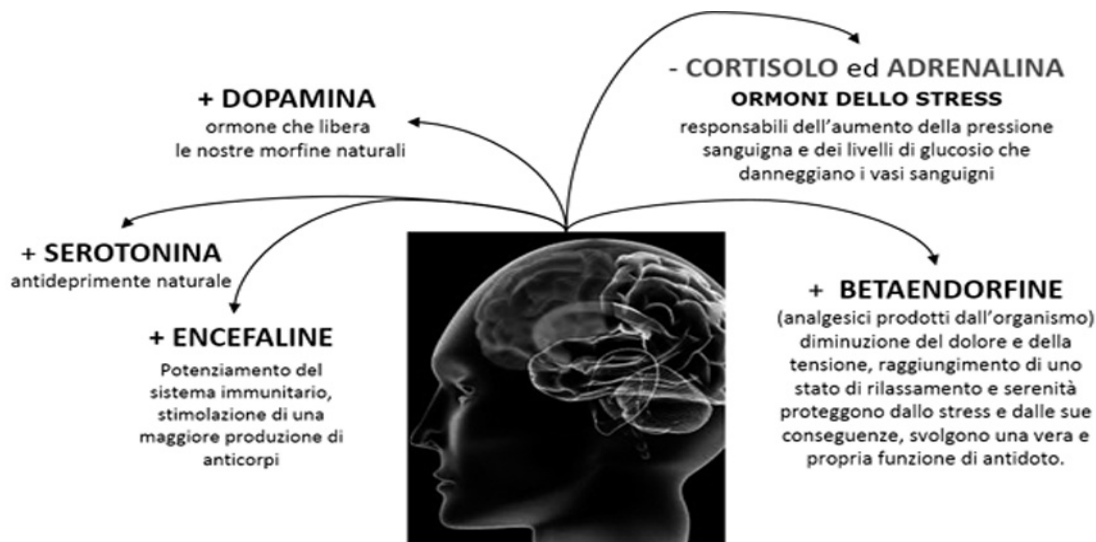 + DOPAMINA
ormone che libera
le nostre morfine naturali
- CORTISOLO ed ADRENALINA
ORMONI DELLO STRESS
responsabili dell'aumento della pressione
sanguigna e dei livelli di glucosio che
danneggiano i vasi sanguigni
+ SEROTONINA
antideprimente naturale
+ ENCEFALINE
Potenziamento del
sistema immunitario,
stimolazione di una
maggiore produzione di
anticorpi
+ BETAENDORFINE
(analgesici prodotti dall'organismo)
diminuzione del dolore e della
tensione, raggiungimento di uno
stato di rilassamento e serenità
proteggono dallo stress e dalle sue
conseguenze, svolgono una vera e
propria funzione di antidoto.